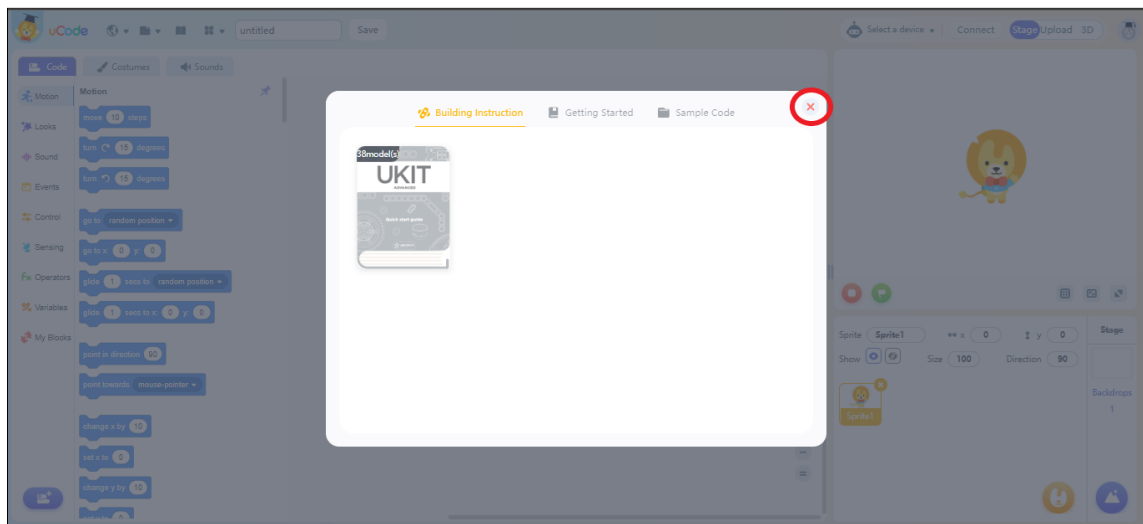 uCode untitled Save Select a device Connect Stage Upload 3D
Code Costumes Sounds
Motion
Looks
Sound
Events
Control
Sensing
Operators
Variables
My Blocks
Motion
move 10 steps
turn 15 degrees
turn 15 degrees
go to random position
go to x: 0 y: 0
glide 1 secs to random position
glide 1 secs to x: 0 y: 0
point in direction 90
point towards mouse-pointer
change x by 10
set x to 0
change y by 10
Building Instruction Getting Started Sample Code
38model(s)
UKIT
ADVANCED
Quick start guide
Sprite Sprite1 x 0 y 0
Show Size 100 Direction 90
Sprite1
Stage
Backdrops
1